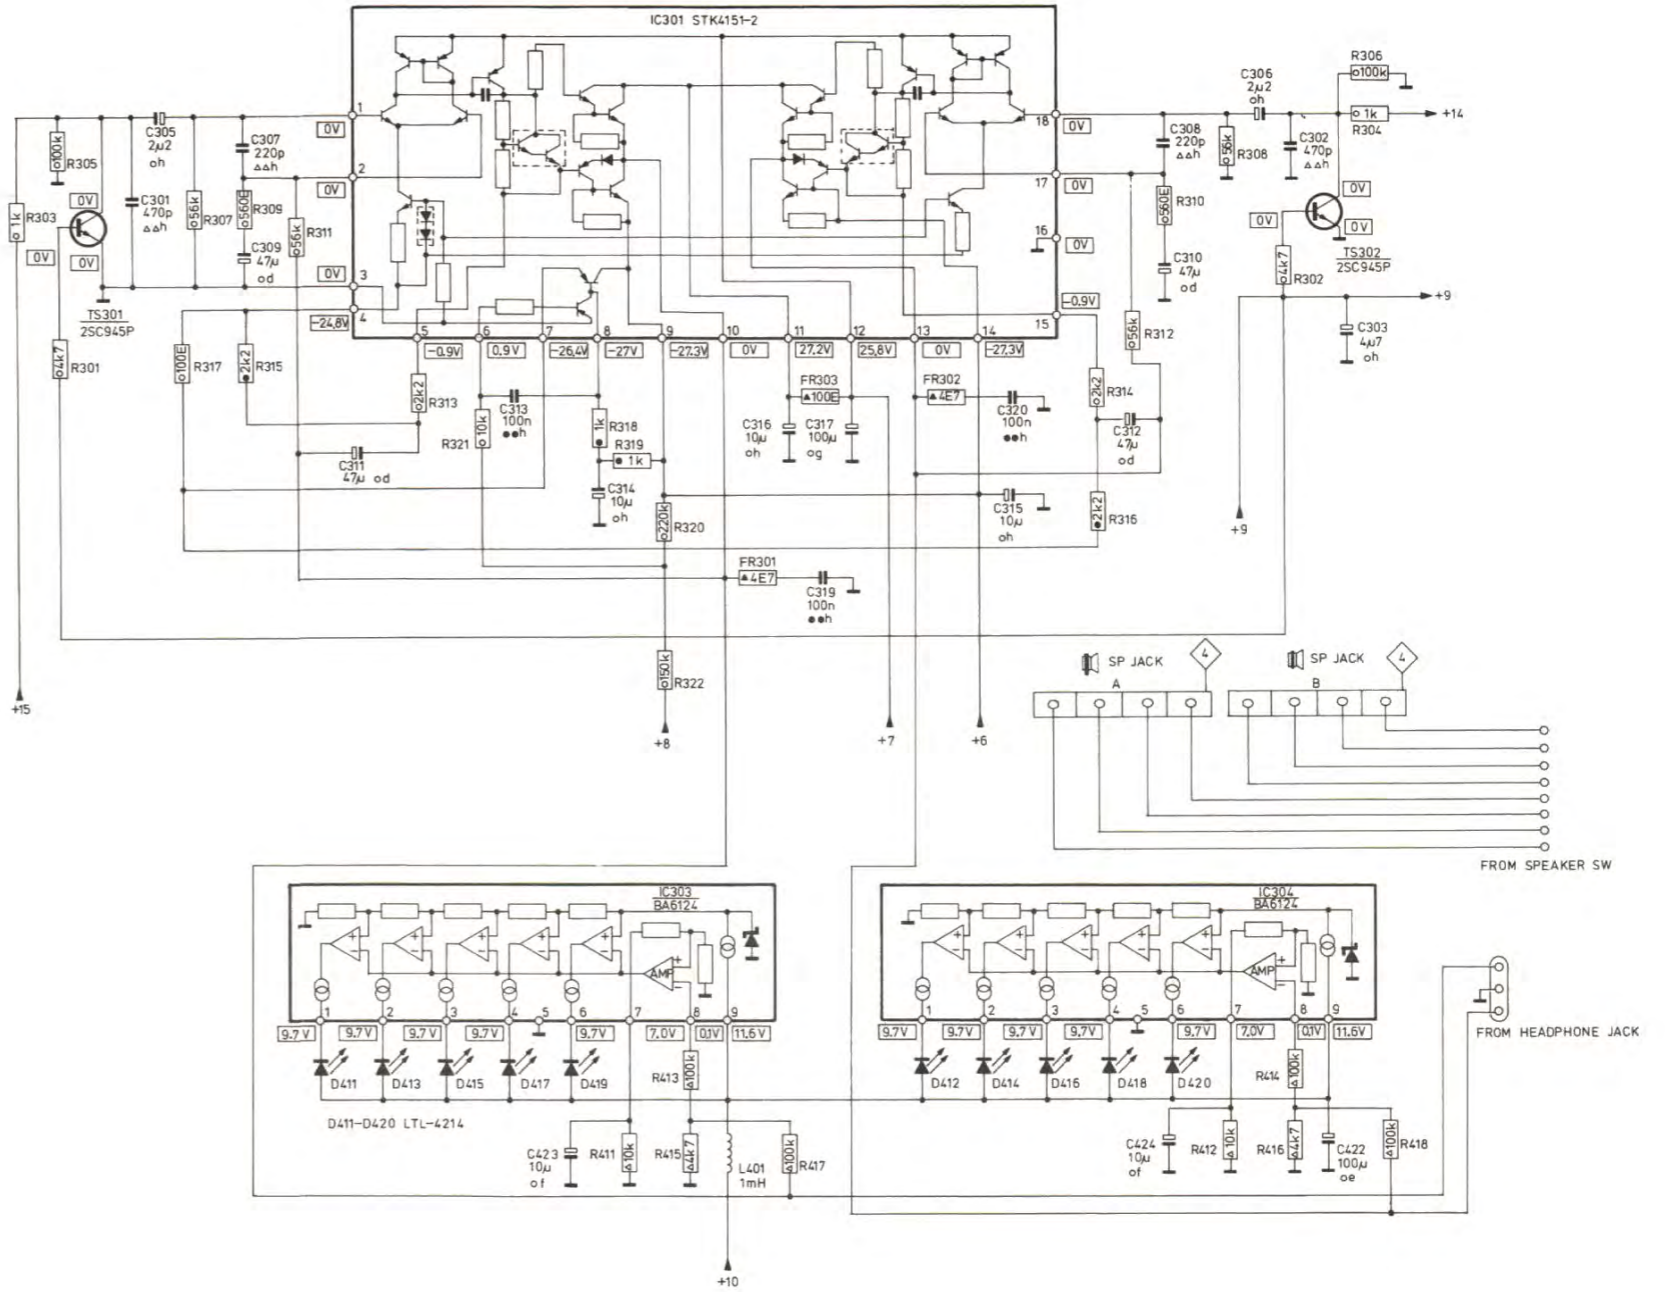 IC301 STK4151-2
R306
100k
C306
2µ2
oh
1k
R304
+14
C305
2µ2
oh
100k
R305
C307
220p
△△h
1
0V
18
0V
C308
220p
△△h
56k
R308
C302
470p
△△h
0V
C301
470p
△△h
56k
R307
560E
R309
2
0V
17
0V
560E
R310
0V
0V
0V
TS302
2SC945P
1k
R303
0V
0V
C309
47µ
od
56k
R311
3
0V
16
0V
C310
47µ
od
4k7
R302
+9
TS301
2SC945P
4
-24,8V
-0.9V
15
C303
4µ7
oh
4k7
R301
100E
R317
2k2
R315
5
6
7
8
9
10
11
12
13
14
-0.9V
0.9V
-26,4V
-27V
-27.3V
0V
27.2V
25,8V
0V
-27.3V
56k
R312
2k2
R313
C313
100n
●●h
10k
R321
1k
R318
R319
1k
FR303
▲100E
C316
10µ
oh
C317
100µ
og
FR302
▲4E7
C320
100n
●●h
2k2
R314
C312
47µ
od
C311
47µ od
C314
10µ
oh
220k
R320
C315
10µ
oh
2k2
R316
+9
FR301
▲4E7
C319
100n
●●h
150k
R322
+15
+8
+7
+6
SP JACK
4
A
SP JACK
4
B
FROM SPEAKER SW
IC303
BA6124
AMP
1
2
3
4
5
6
7
8
9
9.7V
9.7V
9.7V
9.7V
9.7V
7.0V
0,1V
11.6V
D411
D413
D415
D417
D419
R413
100k
D411-D420 LTL-4214
C423
10µ
of
R411
10k
R415
4k7
L401
1mH
100k
R417
+10
IC304
BA6124
AMP
1
2
3
4
5
6
7
8
9
9.7V
9.7V
9.7V
9.7V
9.7V
7.0V
0,1V
11.6V
D412
D414
D416
D418
D420
R414
100k
C424
10µ
of
R412
10k
R416
4k7
C422
100µ
oe
100k
R418
FROM HEADPHONE JACK